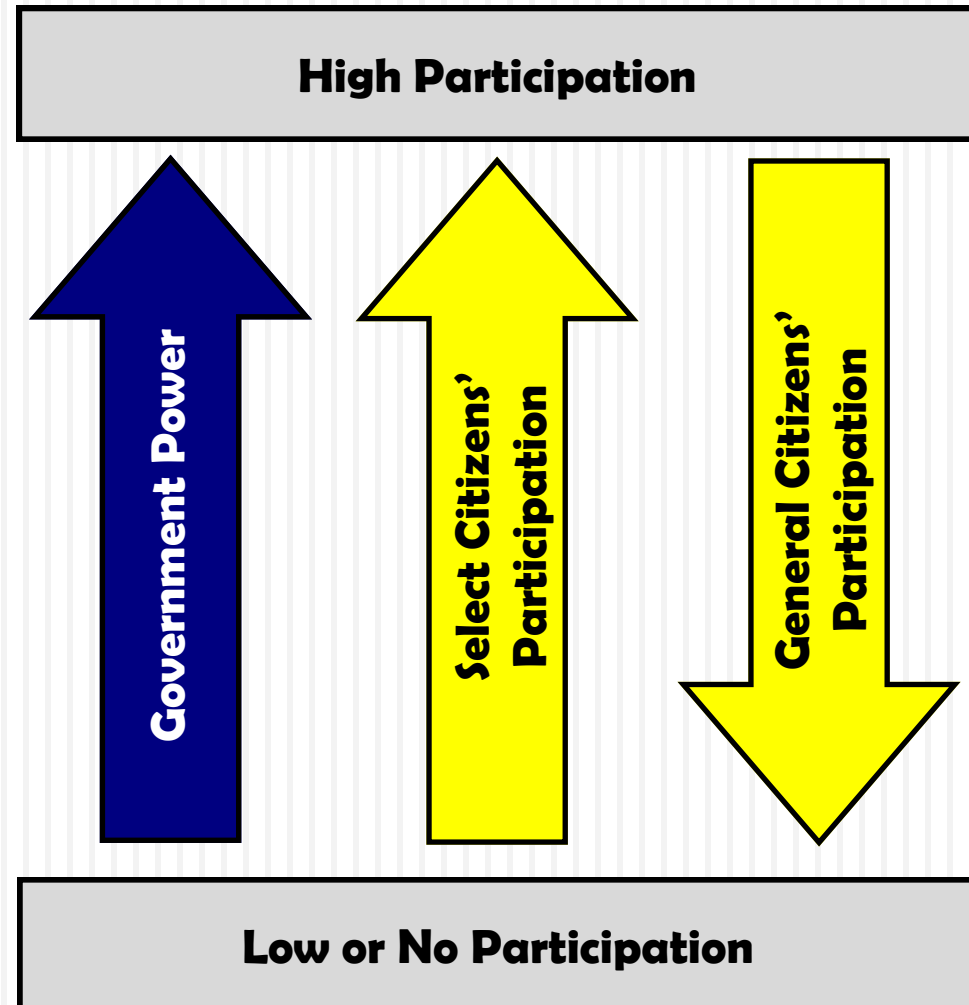 High Participation
Government Power
Select Citizens’
Participation
General Citizens’
Participation
Low or No Participation